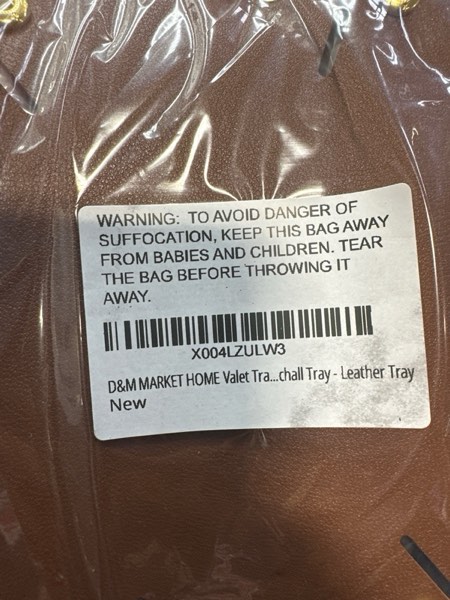 WARNING: TO AVOID DANGER OF
SUFFOCATION, KEEP THIS BAG AWAY
FROM BABIES AND CHILDREN. TEAR
THE BAG BEFORE THROWING IT
AWAY.
X004LZULW3
D&M MARKET HOME Valet Tra...chall Tray - Leather Tray
New